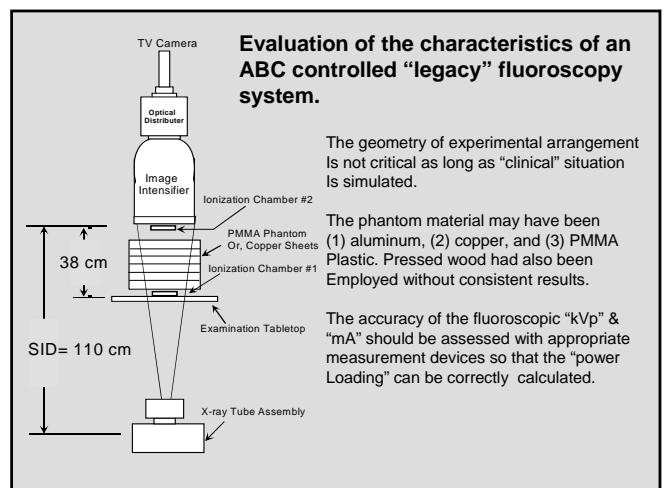 Evaluation of the characteristics of an
ABC controlled “legacy” fluoroscopy
system.
TV Camera
Optical
Distributer
Image
Intensifier
Ionization Chamber #2
PMMA Phantom
Or, Copper Sheets
Ionization Chamber #1
38 cm
Examination Tabletop
SID= 110 cm
X-ray Tube Assembly
The geometry of experimental arrangement
Is not critical as long as “clinical” situation
Is simulated.
The phantom material may have been
(1) aluminum, (2) copper, and (3) PMMA
Plastic. Pressed wood had also been
Employed without consistent results.
The accuracy of the fluoroscopic “kVp” &
“mA” should be assessed with appropriate
measurement devices so that the “power
Loading” can be correctly calculated.